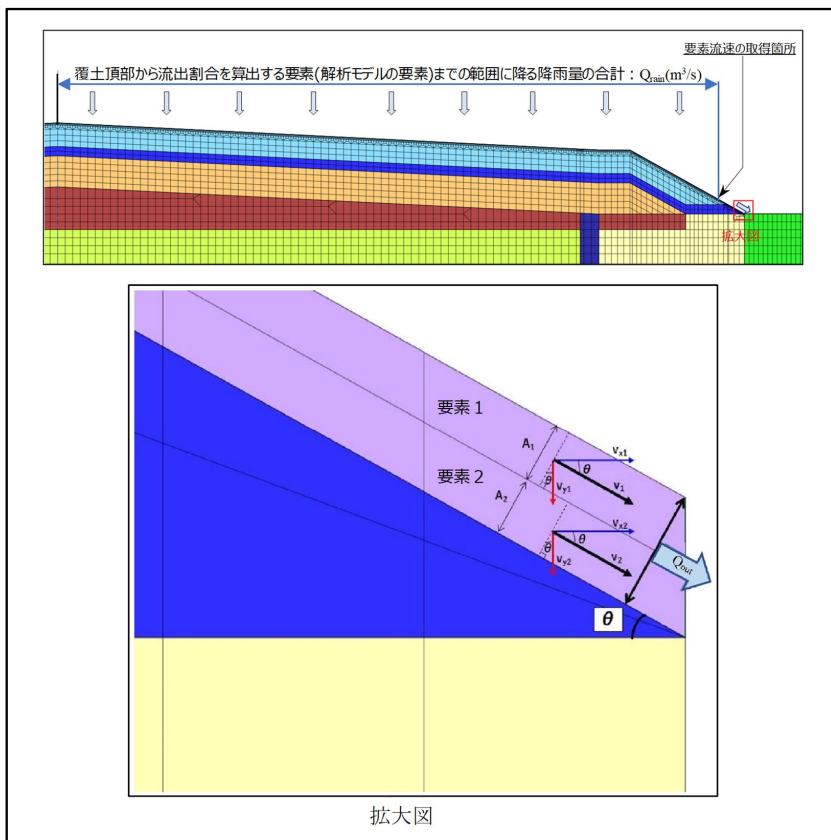 要素流速の取得箇所
覆土頂部から流出割合を算出する要素(解析モデルの要素)までの範囲に降る降雨量の合計：Qrain(m³/s)
拡大図
要素１
A₁
vx1
θ
θ
vy1
v₁
要素２
A₂
vx2
θ
θ
vy2
v₂
Qout
θ
拡大図